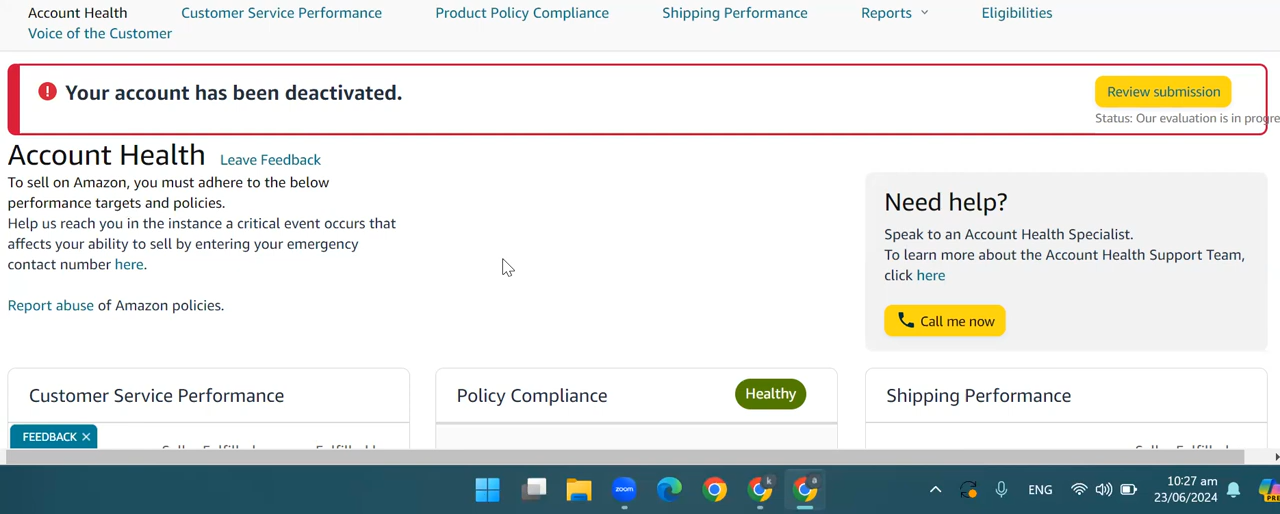 Account Health Customer Service Performance Product Policy Compliance Shipping Performance Reports Eligibilities
Voice of the Customer
Your account has been deactivated.
Review submission
Status: Our evaluation is in
Account Health Leave Feedback
To sell on Amazon, you must adhere to the below
performance targets and policies.
Help us reach you in the instance a critical event occurs that
affects your ability to sell by entering your emergency
contact number here.
Report abuse of Amazon policies.
Need help?
Speak to an Account Health Specialist.
To learn more about the Account Health Support Team,
click here
Call me now
Customer Service Performance
Policy Compliance Healthy
Shipping Performance
FEEDBACK
zoom
k
a
ENG
10:27 am
23/06/2024
PRE